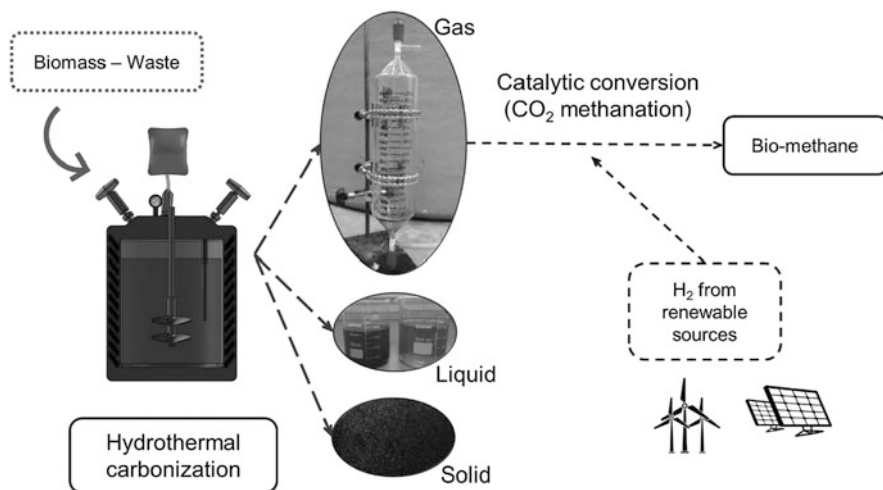 Biomass – Waste
Gas
Catalytic conversion
(CO₂ methanation)
Bio-methane
H₂ from
renewable
sources
Liquid
Hydrothermal
carbonization
Solid